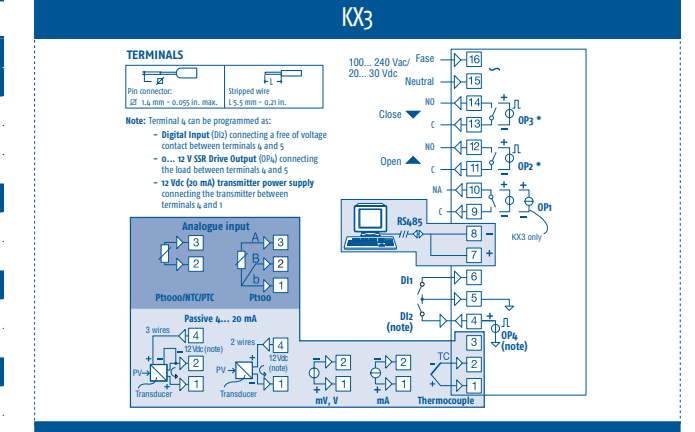 KX3
TERMINALS
Pin connector:
Ø 1.4 mm - 0.055 in. max.
L
Stripped wire
L 5.5 mm - 0.21 in.
Note: Terminal 4 can be programmed as:
– Digital Input (DI2) connecting a free of voltage
contact between terminals 4 and 5
– 0... 12 V SSR Drive Output (OP4) connecting
the load between terminals 4 and 5
– 12 Vdc (20 mA) transmitter power supply
connecting the transmitter between
terminals 4 and 1
Analogue input
3
2
Pt1000/NTC/PTC
A
B
b
3
2
1
Pt100
Passive 4... 20 mA
3 wires
4
12Vdc (note)
PV
2
1
Transducer
2 wires
4
12Vdc
(note)
PV
2
1
Transducer
2
1
mV, V
2
1
mA
3
TC
2
1
Thermocouple
100... 240 Vac/
20... 30 Vdc
Fase
16
Neutral
15
NO
14
Close
C
13
OP3 *
NO
12
Open
C
11
OP2 *
NA
10
C
9
OP1
KX3 only
RS485
8
–
7
+
DI1
6
5
DI2
(note)
4
OP4
(note)